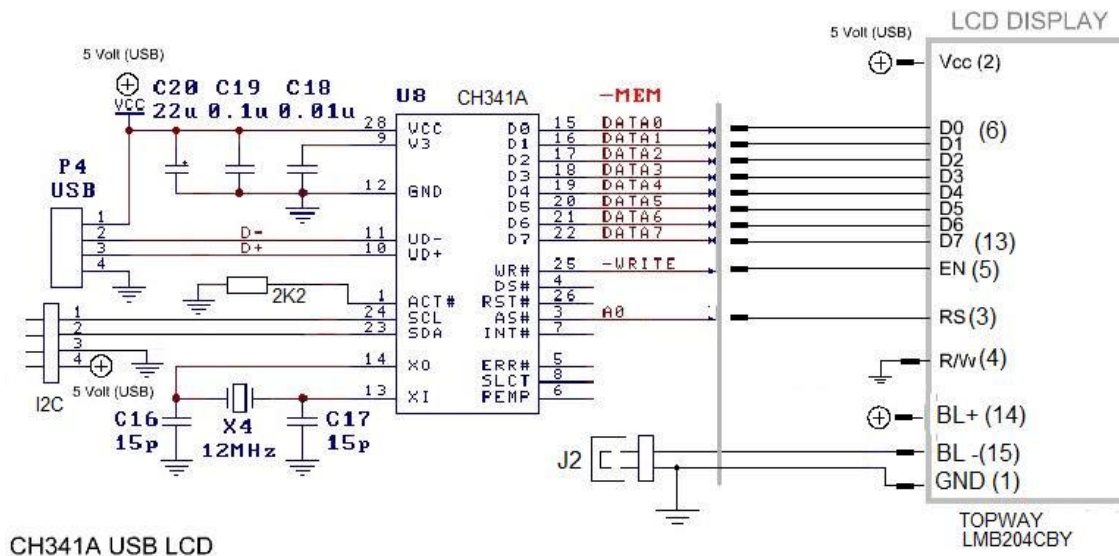 LCD DISPLAY
5 Volt (USB)
5 Volt (USB)
Vcc (2)
VCC
C20 C19 C18
22u 0.1u 0.01u
U8 CH341A
-MEM
P4
USB
1
2
3
4
D-
D+
28 VCC
9 V3
12 GND
11 UD-
10 UD+
1 ACT#
24 SCL
23 SDA
14 XO
13 XI
D0 15 DATA0
D1 16 DATA1
D2 17 DATA2
D3 18 DATA3
D4 19 DATA4
D5 20 DATA5
D6 21 DATA6
D7 22 DATA7
WR# 25 -WRITE
DS# 4
RST# 26
AS# 3 A0
INT# 7
ERR# 5
SLCT 8
PEMP 6
D0 (6)
D1
D2
D3
D4
D5
D6
D7 (13)
EN (5)
RS (3)
R/W (4)
BL+ (14)
BL -(15)
GND (1)
2K2
1
2
3
4
5 Volt (USB)
I2C
C16
15p
X4
12MHz
C17
15p
J2
TOPWAY
LMB204CBY
CH341A USB LCD